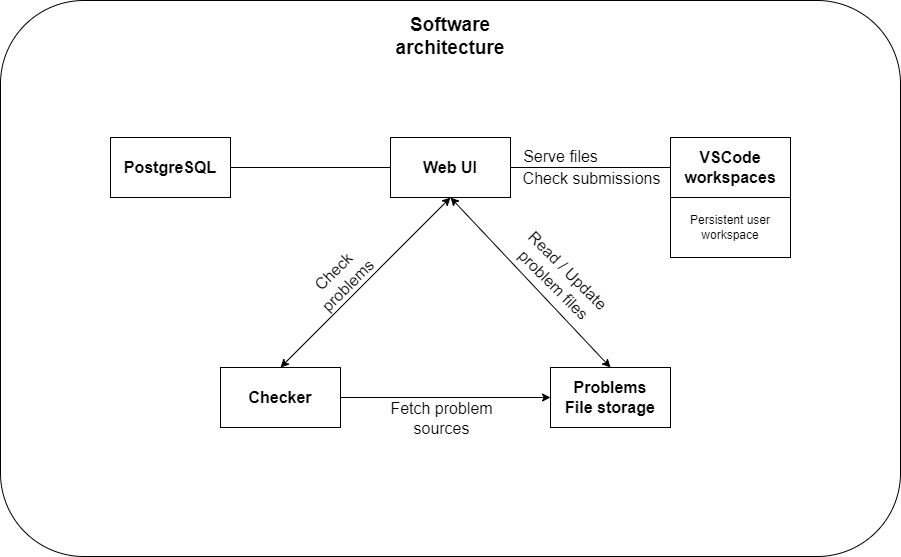 Software
architecture
PostgreSQL
Web UI
Serve files
Check submissions
VSCode
workspaces
Persistent user
workspace
Check
problems
Read / Update
problem files
Checker
Fetch problem
sources
Problems
File storage